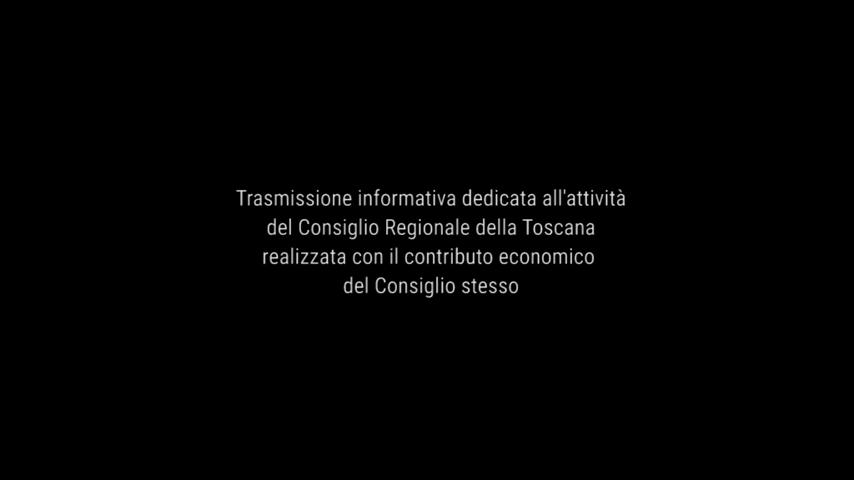 Trasmissione informativa dedicata all'attività
del Consiglio Regionale della Toscana
realizzata con il contributo economico
del Consiglio stesso